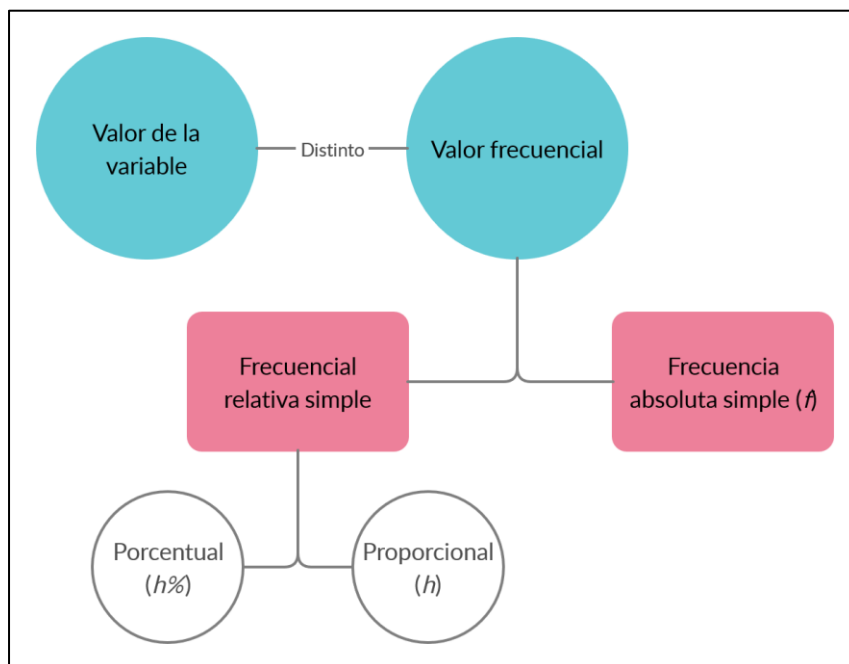 Valor de la
variable
Distinto
Valor frecuencial
Frecuencial
relativa simple
Frecuencia
absoluta simple (f)
Porcentual
(h%)
Proporcional
(h)